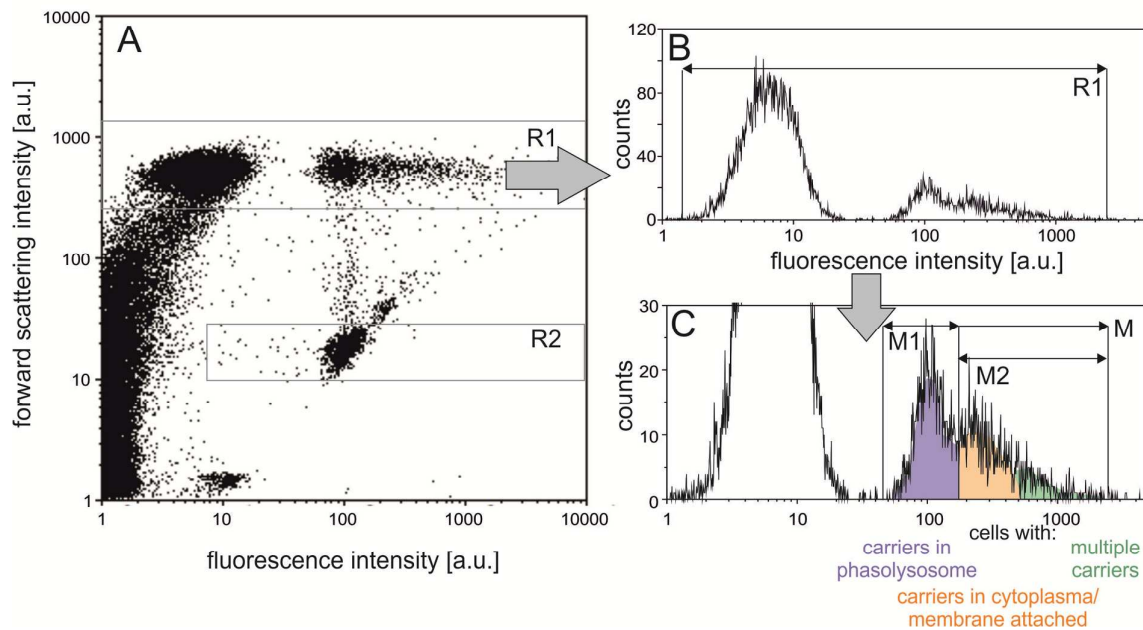 A
10000
1000
100
10
1
forward scattering intensity [a.u.]
R1
R2
1 10 100 1000 10000
fluorescence intensity [a.u.]
B
120
80
40
0
counts
R1
1 10 100 1000
fluorescence intensity [a.u.]
C
30
20
10
0
counts
M1
M
M2
1 10 100 1000
cells with:
carriers in
phasolysosome
multiple
carriers
carriers in cytoplasma/
membrane attached